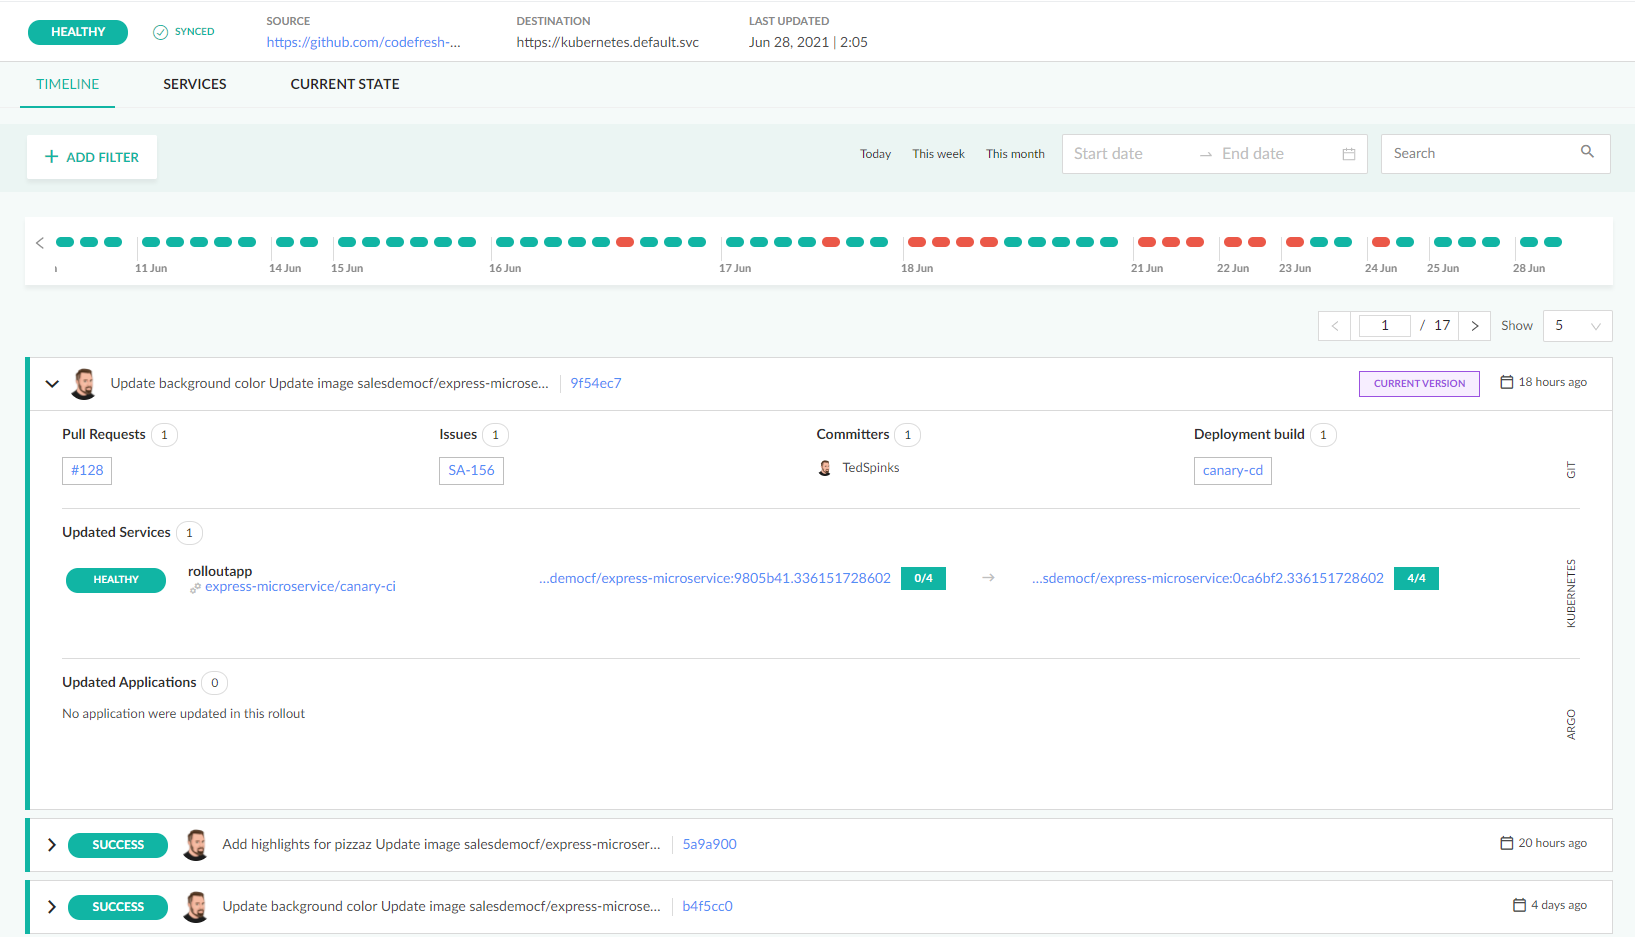 HEALTHY
SYNCED
SOURCE
https://github.com/codefresh-...
DESTINATION
https://kubernetes.default.svc
LAST UPDATED
Jun 28, 2021 | 2:05
TIMELINE SERVICES CURRENT STATE
+ ADD FILTER
Today This week This month Start date → End date Search
11 Jun 14 Jun 15 Jun 16 Jun 17 Jun 18 Jun 21 Jun 22 Jun 23 Jun 24 Jun 25 Jun 28 Jun
< 1 / 17 > Show 5
Update background color Update image salesdemocf/express-microse... 9f54ec7 CURRENT VERSION 18 hours ago
Pull Requests 1
#128
Issues 1
SA-156
Committers 1
TedSpinks
Deployment build 1
canary-cd
GIT
Updated Services 1
HEALTHY
rolloutapp
express-microservice/canary-ci
...democf/express-microservice:9805b41.336151728602 0/4 → ...sdemocf/express-microservice:0ca6bf2.336151728602 4/4
KUBERNETES
Updated Applications 0
No application were updated in this rollout
ARGO
SUCCESS Add highlights for pizzaz Update image salesdemocf/express-microser... 5a9a900 20 hours ago
SUCCESS Update background color Update image salesdemocf/express-microse... b4f5cc0 4 days ago